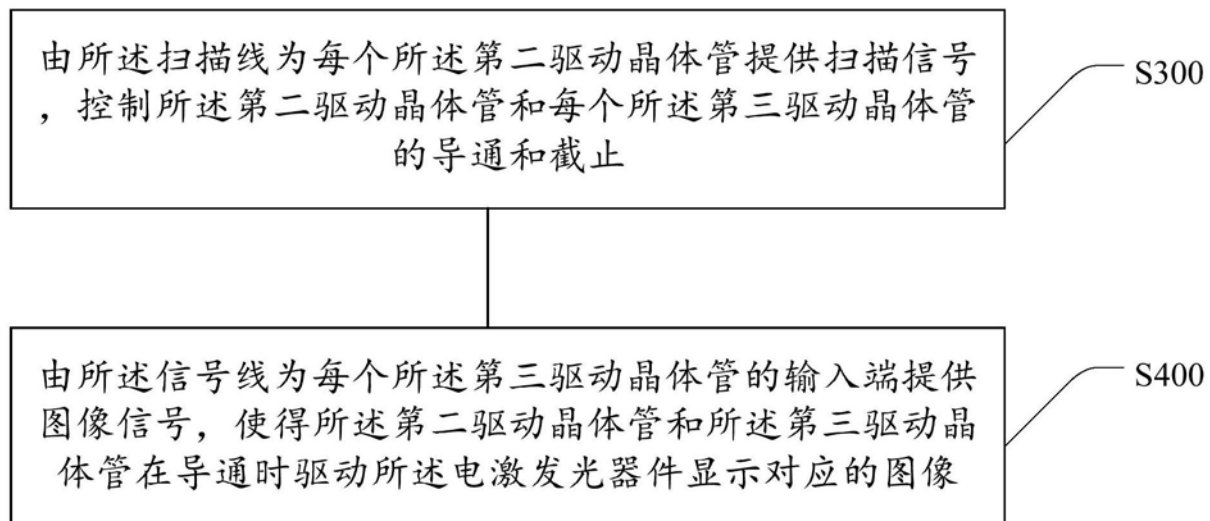 由所述扫描线为每个所述第二驱动晶体管提供扫描信号
，控制所述第二驱动晶体管和每个所述第三驱动晶体管
的导通和截止
S300
由所述信号线为每个所述第三驱动晶体管的输入端提供
图像信号，使得所述第二驱动晶体管和所述第三驱动晶
体管在导通时驱动所述电激发光器件显示对应的图像
S400